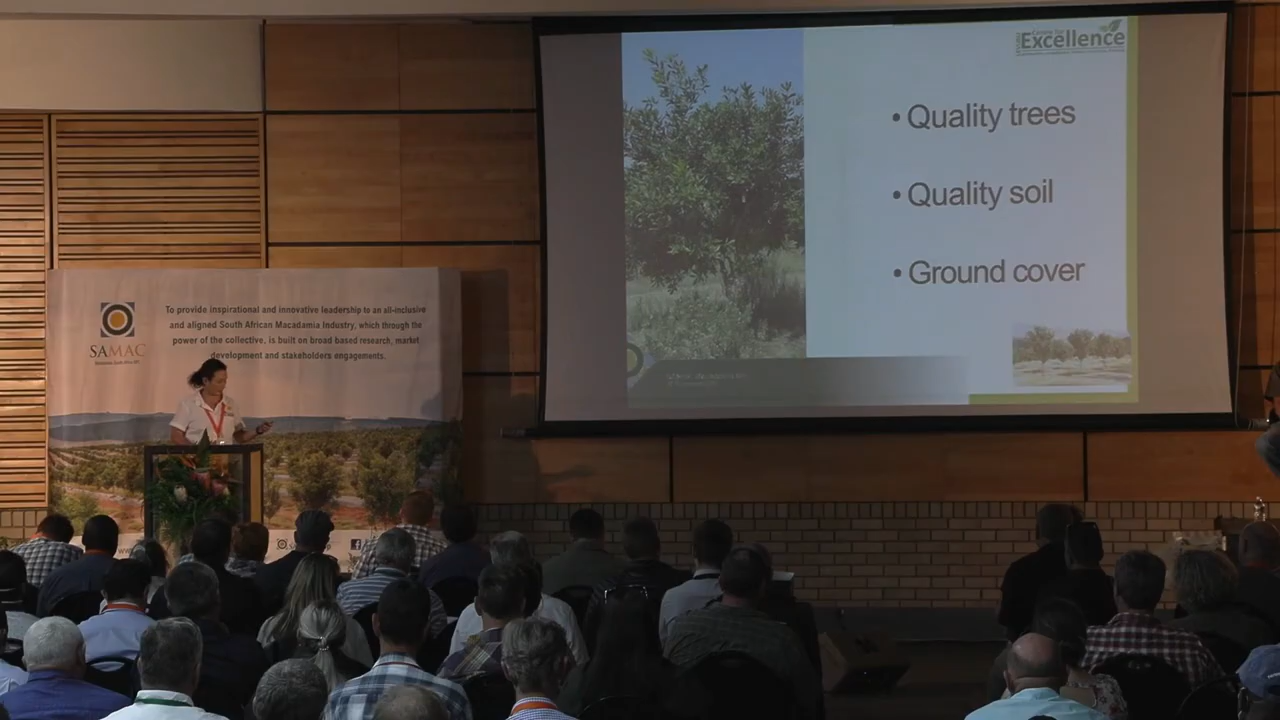 Excellence
• Quality trees
• Quality soil
• Ground cover
SAMAC
To provide inspirational and innovative leadership to an all-inclusive
and aligned South African Macadamia Industry, which through the
power of the collective, is built on broad based research, market
development and stakeholders engagements.